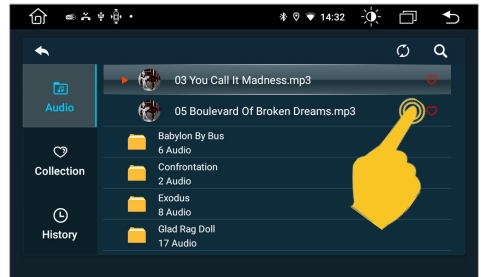 14:32
03 You Call It Madness.mp3
Audio
05 Boulevard Of Broken Dreams.mp3
Babylon By Bus
6 Audio
Collection
Confrontation
2 Audio
Exodus
8 Audio
History
Glad Rag Doll
17 Audio